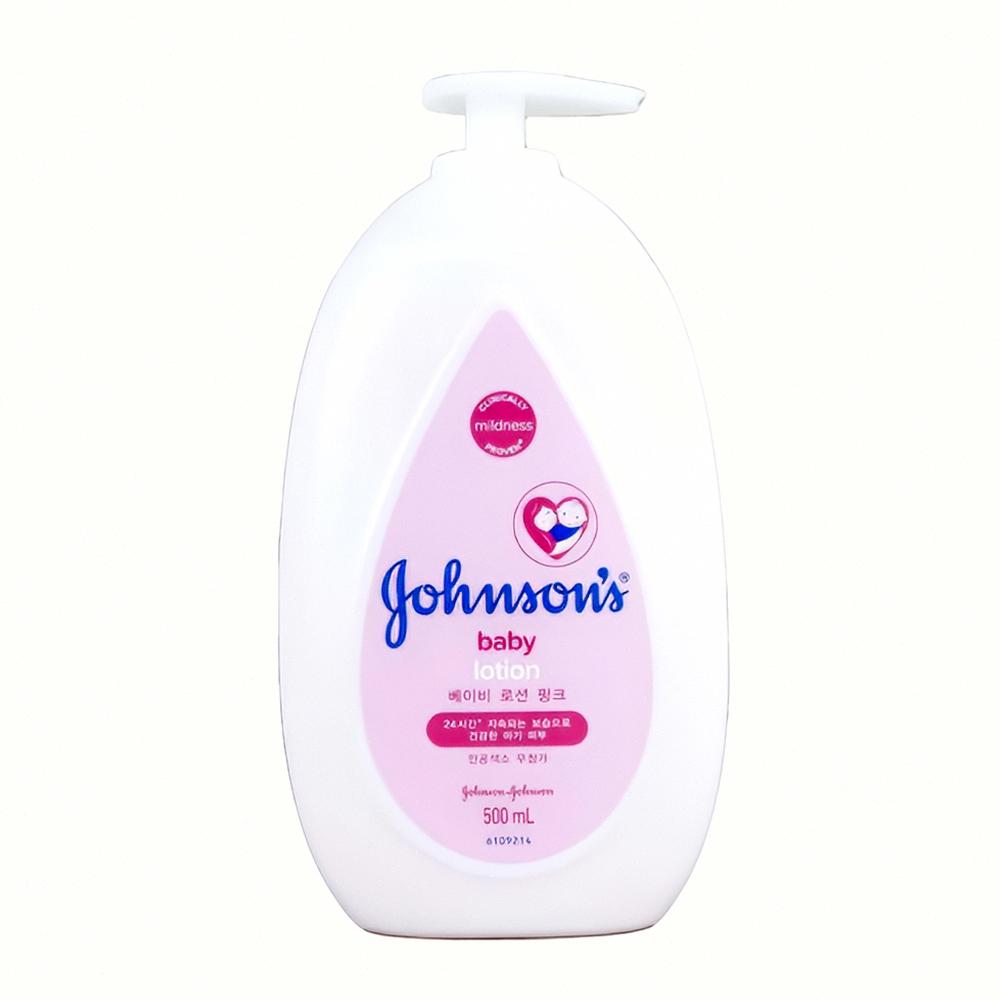 CLINICALLY
mildness
PROVEN®
Johnson's®
baby
lotion
베이비 로션 핑크
24시간* 지속되는 보습으로
건강한 아기 피부
인공색소 무첨가
Johnson+Johnson
500 mL
6109214